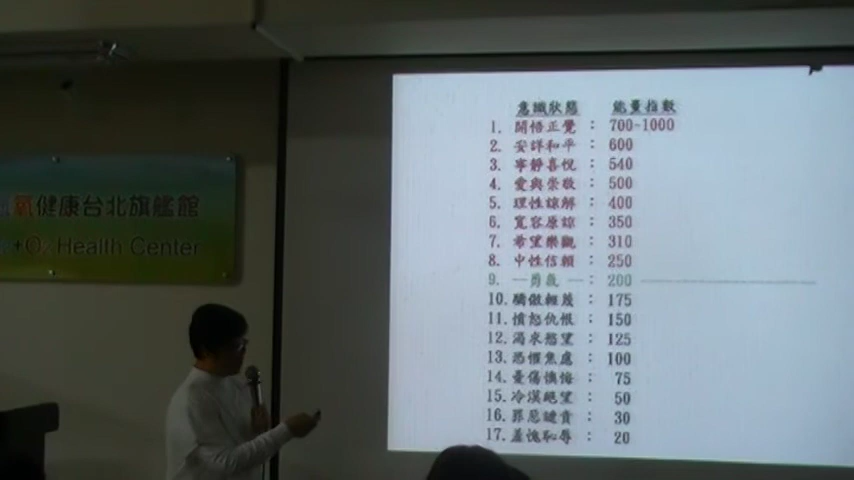 氧健康台北旗艦館
+O₂ Health Center
意識狀態 能量指數
1. 開悟正覺 : 700-1000
2. 安詳和平 : 600
3. 寧靜喜悅 : 540
4. 愛與崇敬 : 500
5. 理性諒解 : 400
6. 寬容原諒 : 350
7. 希望樂觀 : 310
8. 中性信賴 : 250
9. —勇氣— : 200
10. 驕傲輕蔑 : 175
11. 憤怒仇恨 : 150
12. 渴求慾望 : 125
13. 恐懼焦慮 : 100
14. 憂傷懊悔 : 75
15. 冷漠絕望 : 50
16. 罪惡譴責 : 30
17. 羞愧恥辱 : 20